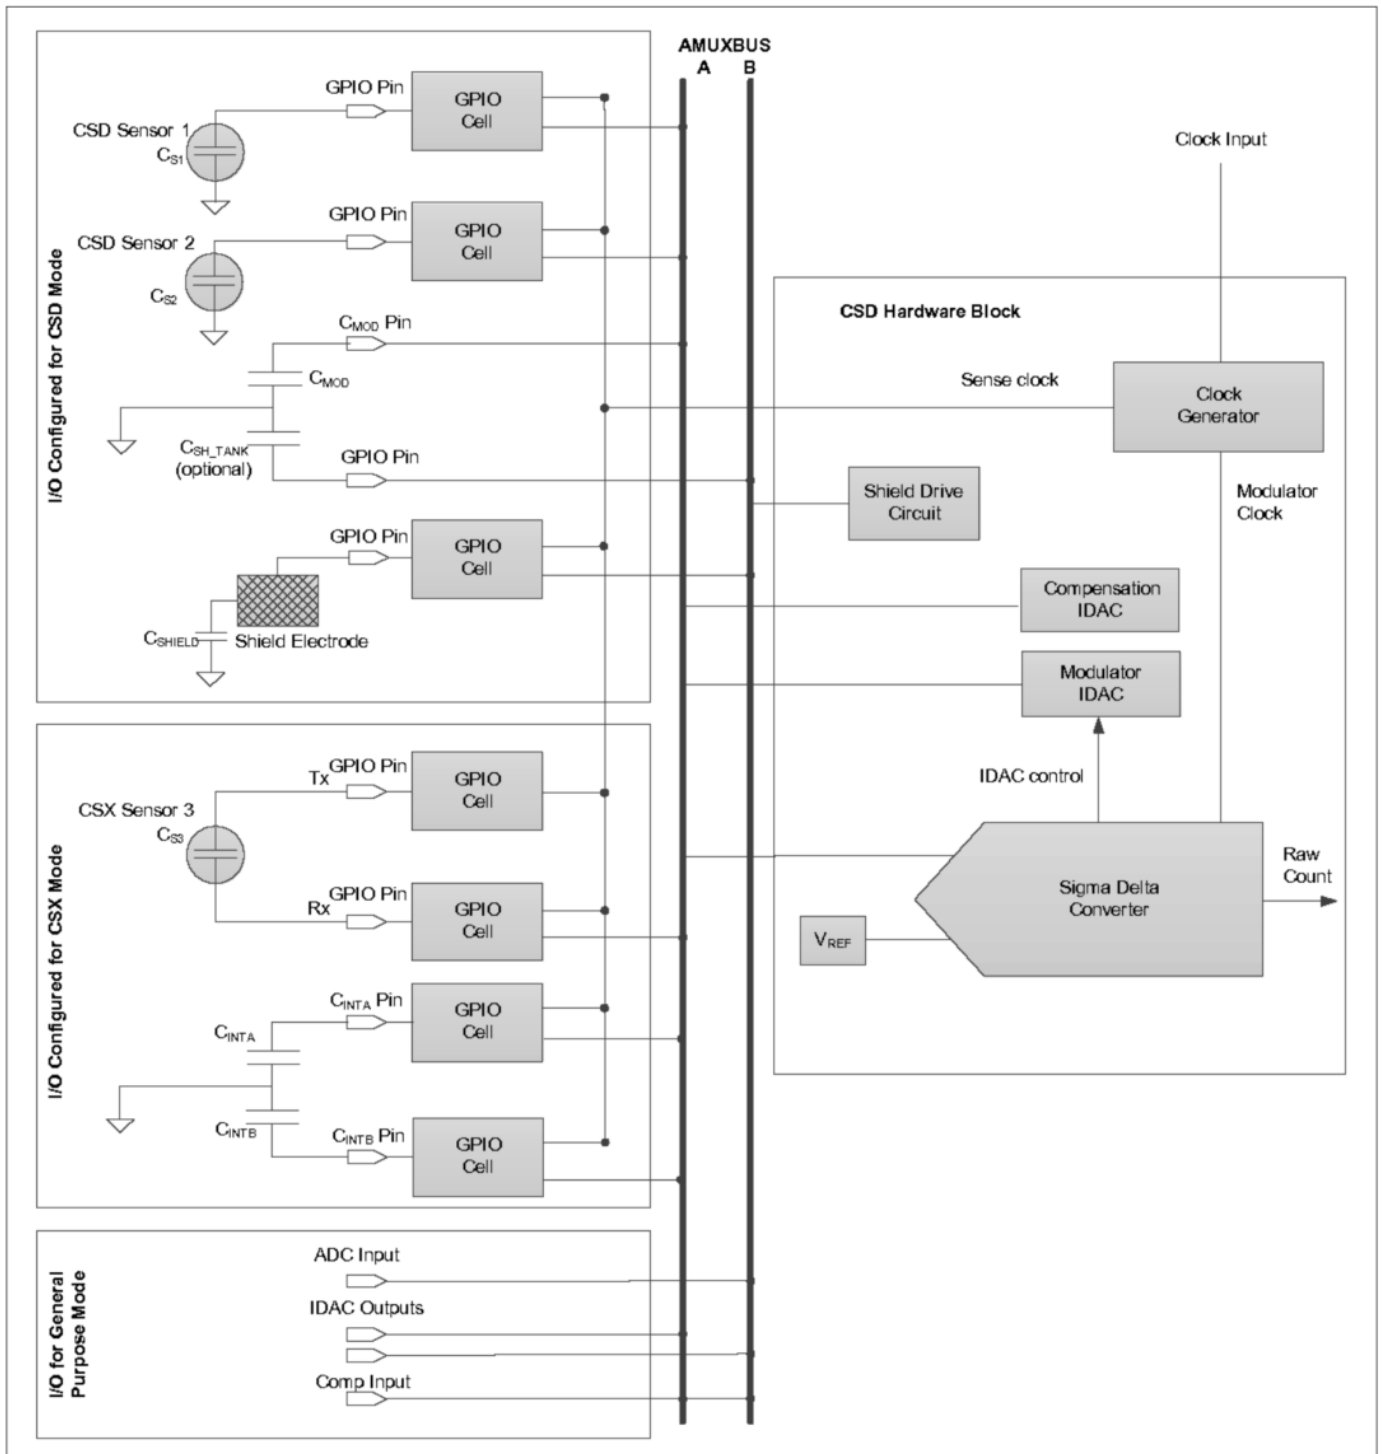 AMUXBUS
A B
I/O Configured for CSD Mode
GPIO Pin
GPIO
Cell
CSD Sensor 1
CS1
GPIO Pin
GPIO
Cell
CSD Sensor 2
CS2
CMOD Pin
CMOD
CSH_TANK
(optional)
GPIO Pin
GPIO Pin
GPIO
Cell
CSHIELD
Shield Electrode
I/O Configured for CSX Mode
Tx
GPIO Pin
GPIO
Cell
CSX Sensor 3
CS3
Rx
GPIO Pin
GPIO
Cell
CINTA Pin
GPIO
Cell
CINTA
CINTB
CINTB Pin
GPIO
Cell
I/O for General
Purpose Mode
ADC Input
IDAC Outputs
Comp Input
Clock Input
CSD Hardware Block
Sense clock
Clock
Generator
Shield Drive
Circuit
Modulator
Clock
Compensation
IDAC
Modulator
IDAC
IDAC control
Sigma Delta
Converter
VREF
Raw
Count